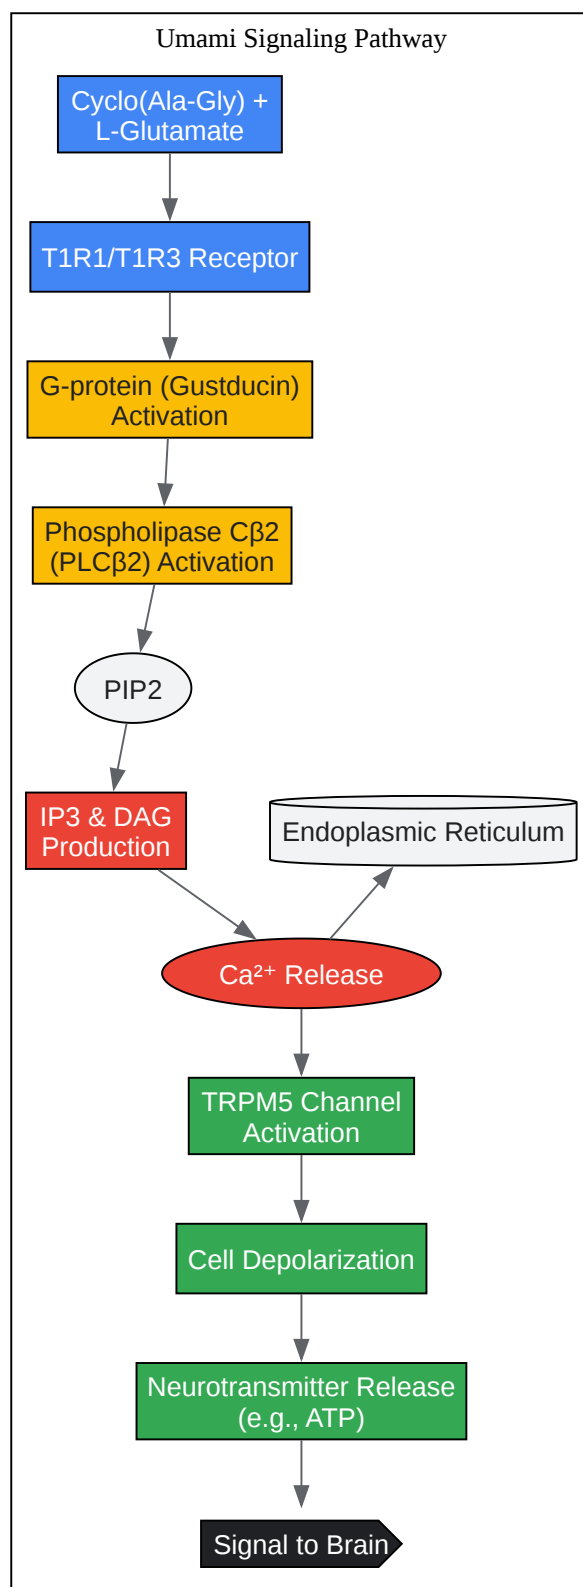 Umami Signaling Pathway
Cyclo(Ala-Gly) +
L-Glutamate
T1R1/T1R3 Receptor
G-protein (Gustducin)
Activation
Phospholipase Cβ2
(PLCβ2) Activation
PIP2
IP3 & DAG
Production
Endoplasmic Reticulum
Ca²⁺ Release
TRPM5 Channel
Activation
Cell Depolarization
Neurotransmitter Release
(e.g., ATP)
Signal to Brain